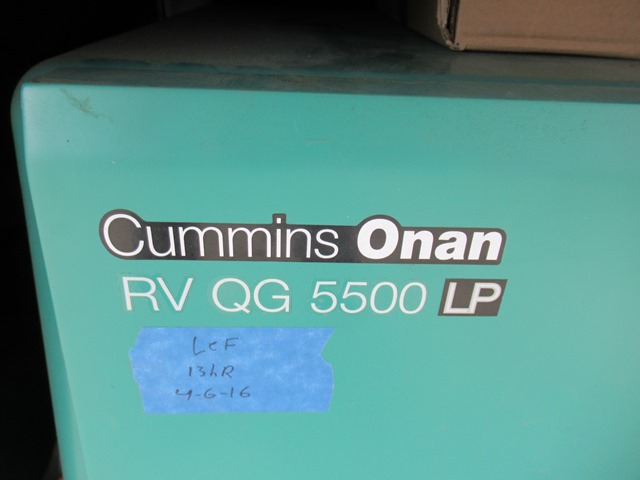 Cummins Onan
RV QG 5500 LP
LCF
13hR
4-6-16